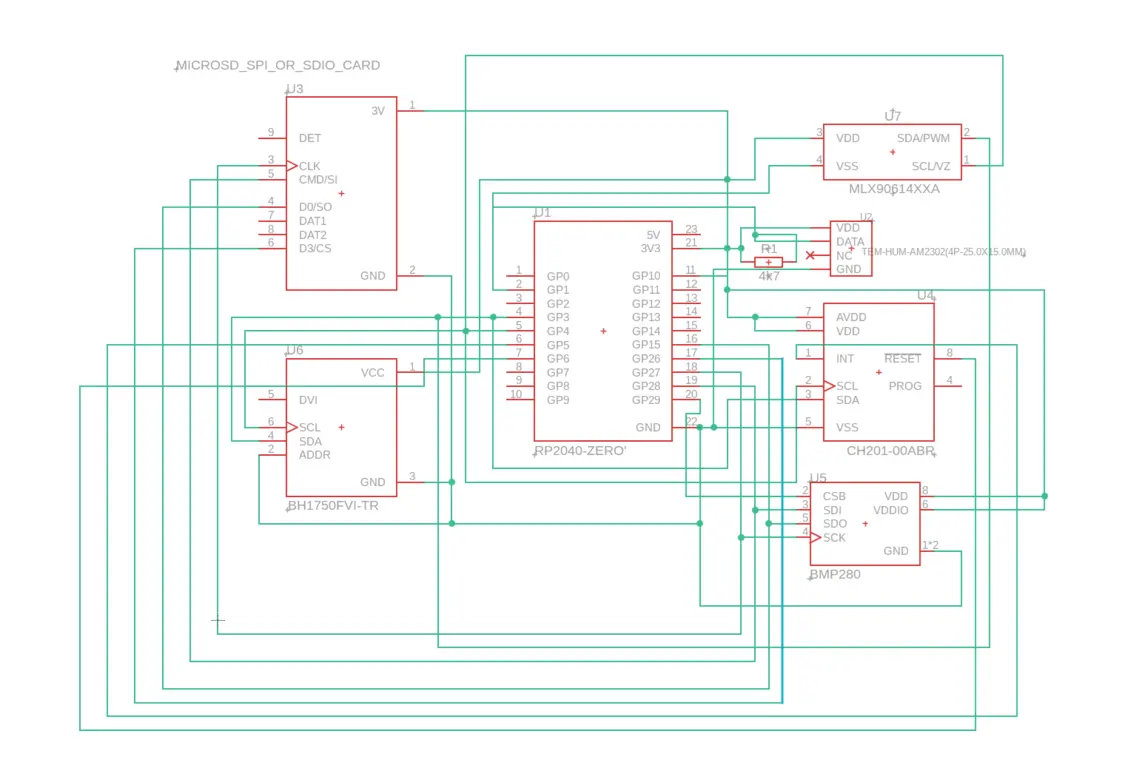 MICROSD_SPI_OR_SDIO_CARD
U3
3V 1
9 DET
3 CLK
5 CMD/SI
4 D0/SO
7 DAT1
8 DAT2
6 D3/CS
GND 2
U7
3 VDD SDA/PWM 2
4 VSS SCL/VZ 1
MLX90614XXA
U1
5V 23
3V3 21
1 GP0 GP10 11
2 GP1 GP11 12
3 GP2 GP12 13
4 GP3 GP13 14
5 GP4 GP14 15
6 GP5 GP15 16
7 GP6 GP26 17
8 GP7 GP27 18
9 GP8 GP28 19
10 GP9 GP29 20
GND 22
RP2040-ZERO'
R1
4k7
U2
VDD
DATA
NC
GND
TEM-HUM-AM2302(4P-25.0X15.0MM)
U4
7 AVDD
6 VDD
1 INT RESET 8
2 SCL PROG 4
3 SDA
5 VSS
CH201-00ABR
U6
VCC 1
5 DVI
6 SCL
4 SDA
2 ADDR
GND 3
BH1750FVI-TR
U5
2 CSB VDD 8
3 SDI VDDIO 6
5 SDO
4 SCK
GND 1*2
BMP280